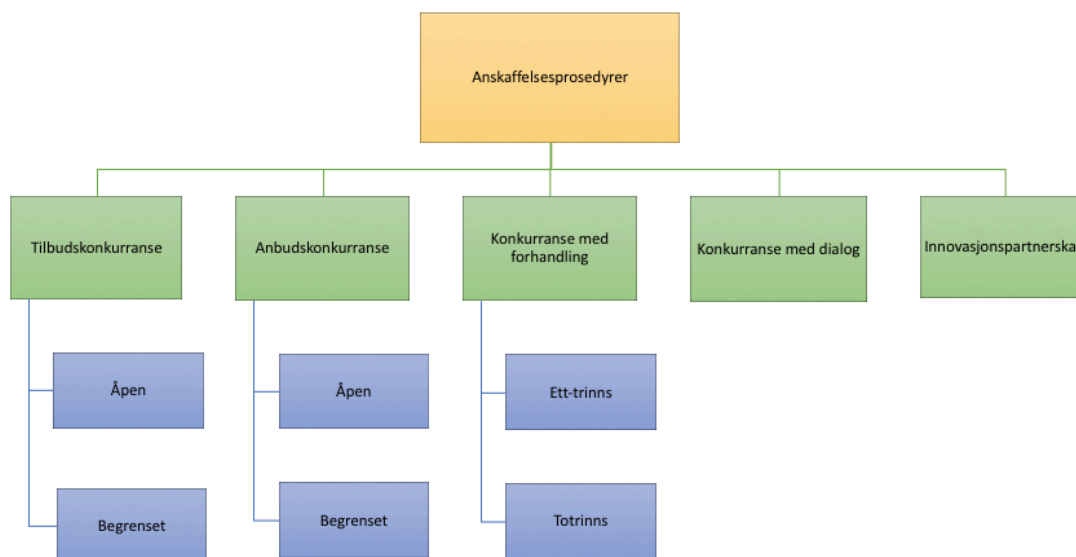 Anskaffelsesprosedyrer
Tilbudskonkurranse
Anbudskonkurranse
Konkurranse med
forhandling
Konkurranse med dialog
Innovasjonspartnerska
Åpen
Åpen
Ett-trinns
Begrenset
Begrenset
Totrinns